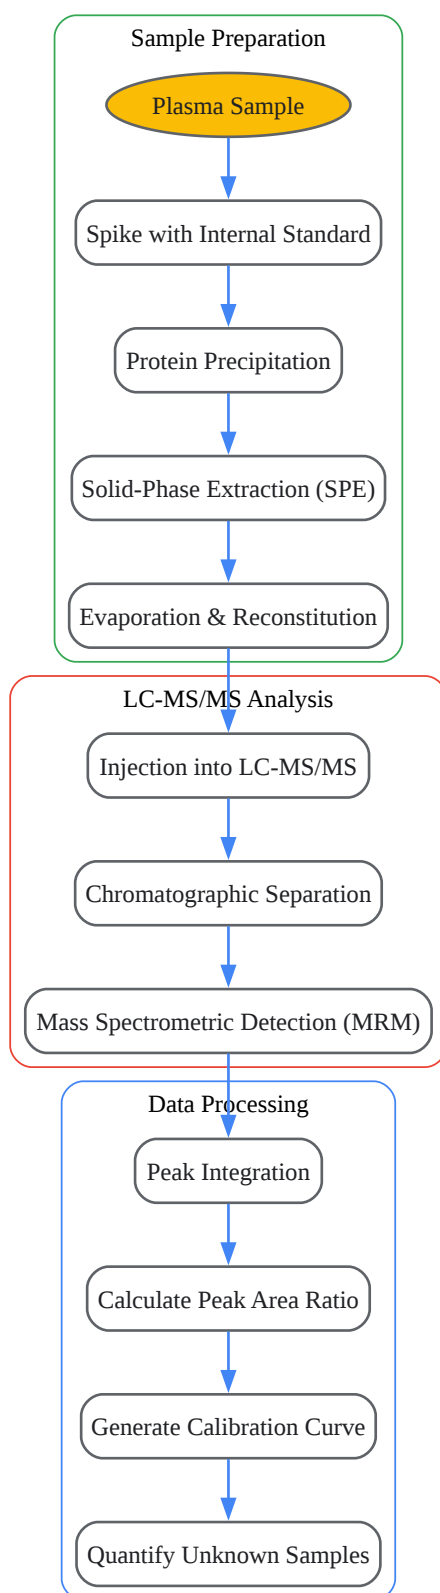 Sample Preparation
Plasma Sample
Spike with Internal Standard
Protein Precipitation
Solid-Phase Extraction (SPE)
Evaporation & Reconstitution
LC-MS/MS Analysis
Injection into LC-MS/MS
Chromatographic Separation
Mass Spectrometric Detection (MRM)
Data Processing
Peak Integration
Calculate Peak Area Ratio
Generate Calibration Curve
Quantify Unknown Samples